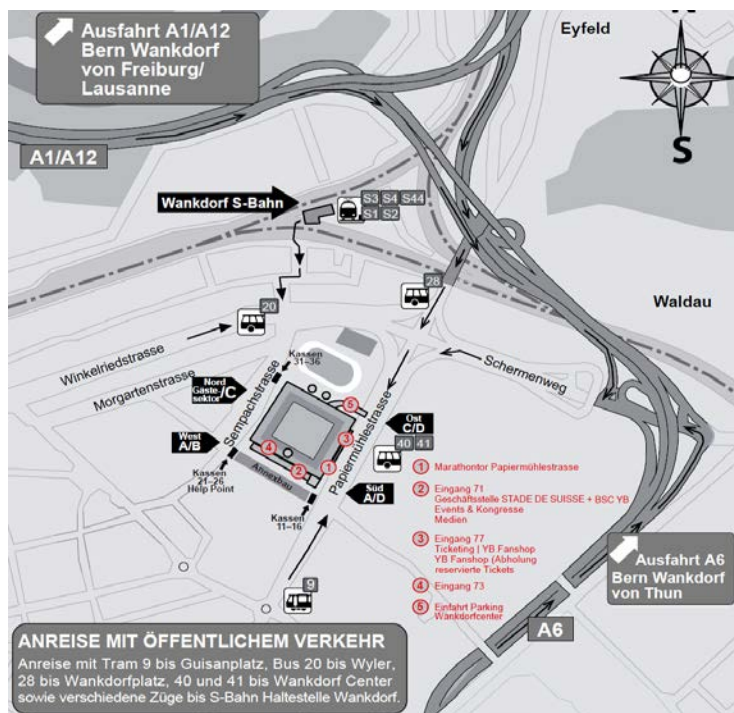 Ausfahrt A1/A12
Bern Wankdorf
von Freiburg/
Lausanne
Eyfeld
S
A1/A12
Wankdorf S-Bahn
S3 S4 S44
S1 S2
28
20
Waldau
Winkelriedstrasse
Morgartenstrasse
Schermenweg
Kassen
31–36
Nord
Gäste-
sektor/C
Sempachstrasse
Papiermühlestrasse
5
Ost
C/D
West
A/B
4
3
40 41
2
1
Annexbau
Kassen
21–26
Help Point
Süd
A/D
Kassen
11–16
9
1 Marathontor Papiermühlestrasse
2 Eingang 71
Geschäftsstelle STADE DE SUISSE + BSC YB
Events & Kongresse
Medien
3 Eingang 77
Ticketing | YB Fanshop
YB Fanshop (Abholung
reservierte Tickets
4 Eingang 73
5 Einfahrt Parking
Wankdorfcenter
Ausfahrt A6
Bern Wankdorf
von Thun
A6
ANREISE MIT ÖFFENTLICHEM VERKEHR
Anreise mit Tram 9 bis Guisanplatz, Bus 20 bis Wyler,
28 bis Wankdorfplatz, 40 und 41 bis Wankdorf Center
sowie verschiedene Züge bis S-Bahn Haltestelle Wankdorf.